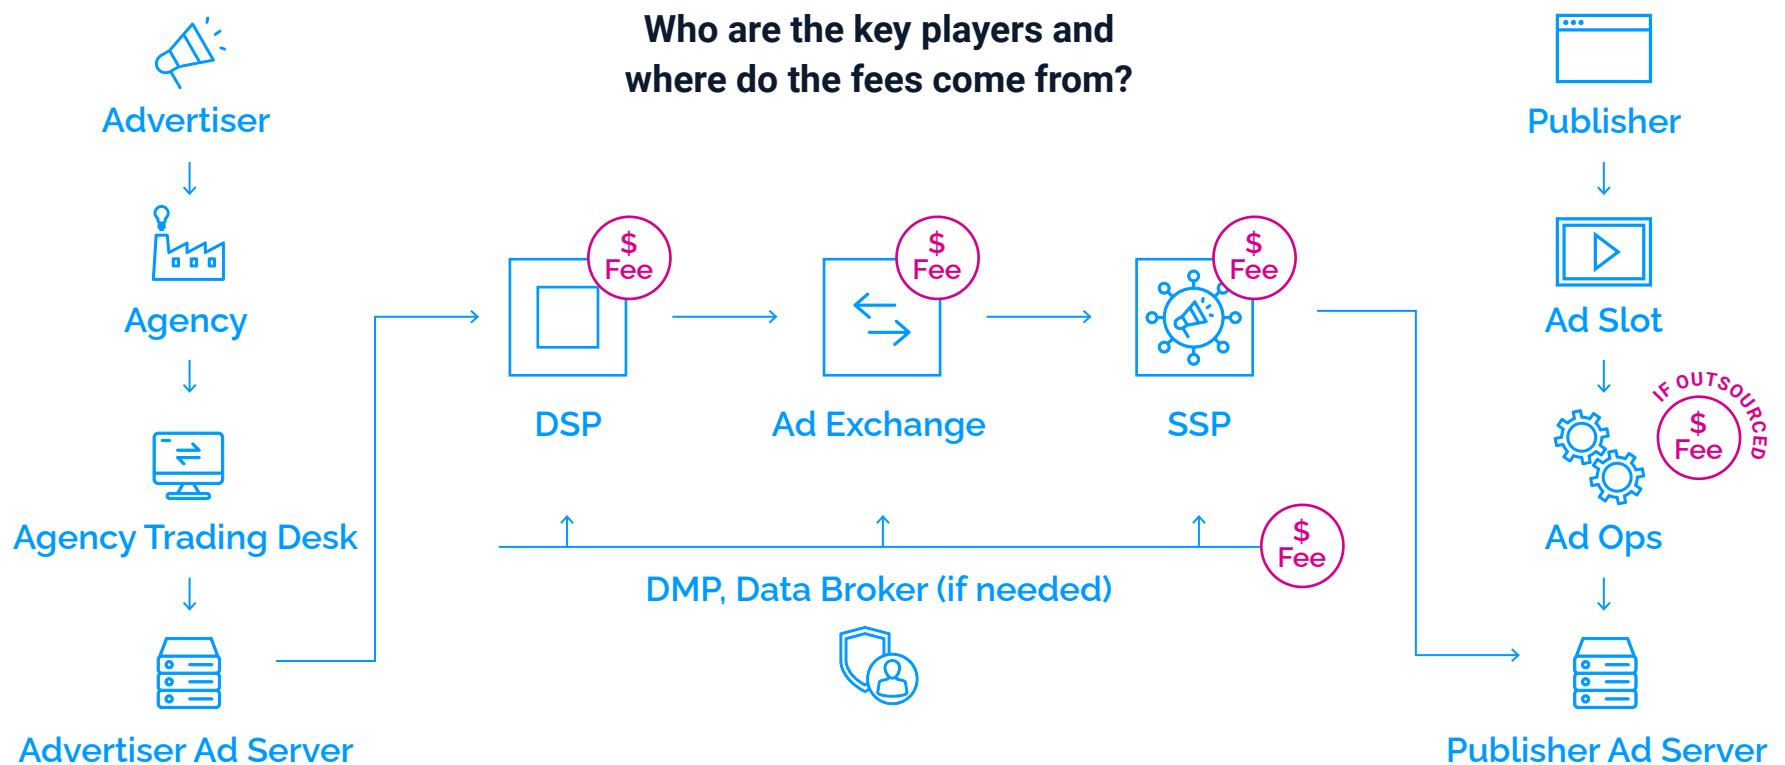 Who are the key players and
where do the fees come from?
Advertiser
Agency
Agency Trading Desk
Advertiser Ad Server
$
Fee
DSP
$
Fee
Ad Exchange
$
Fee
SSP
$
Fee
DMP, Data Broker (if needed)
Publisher
Ad Slot
IF OUTSOURCED
$
Fee
Ad Ops
Publisher Ad Server